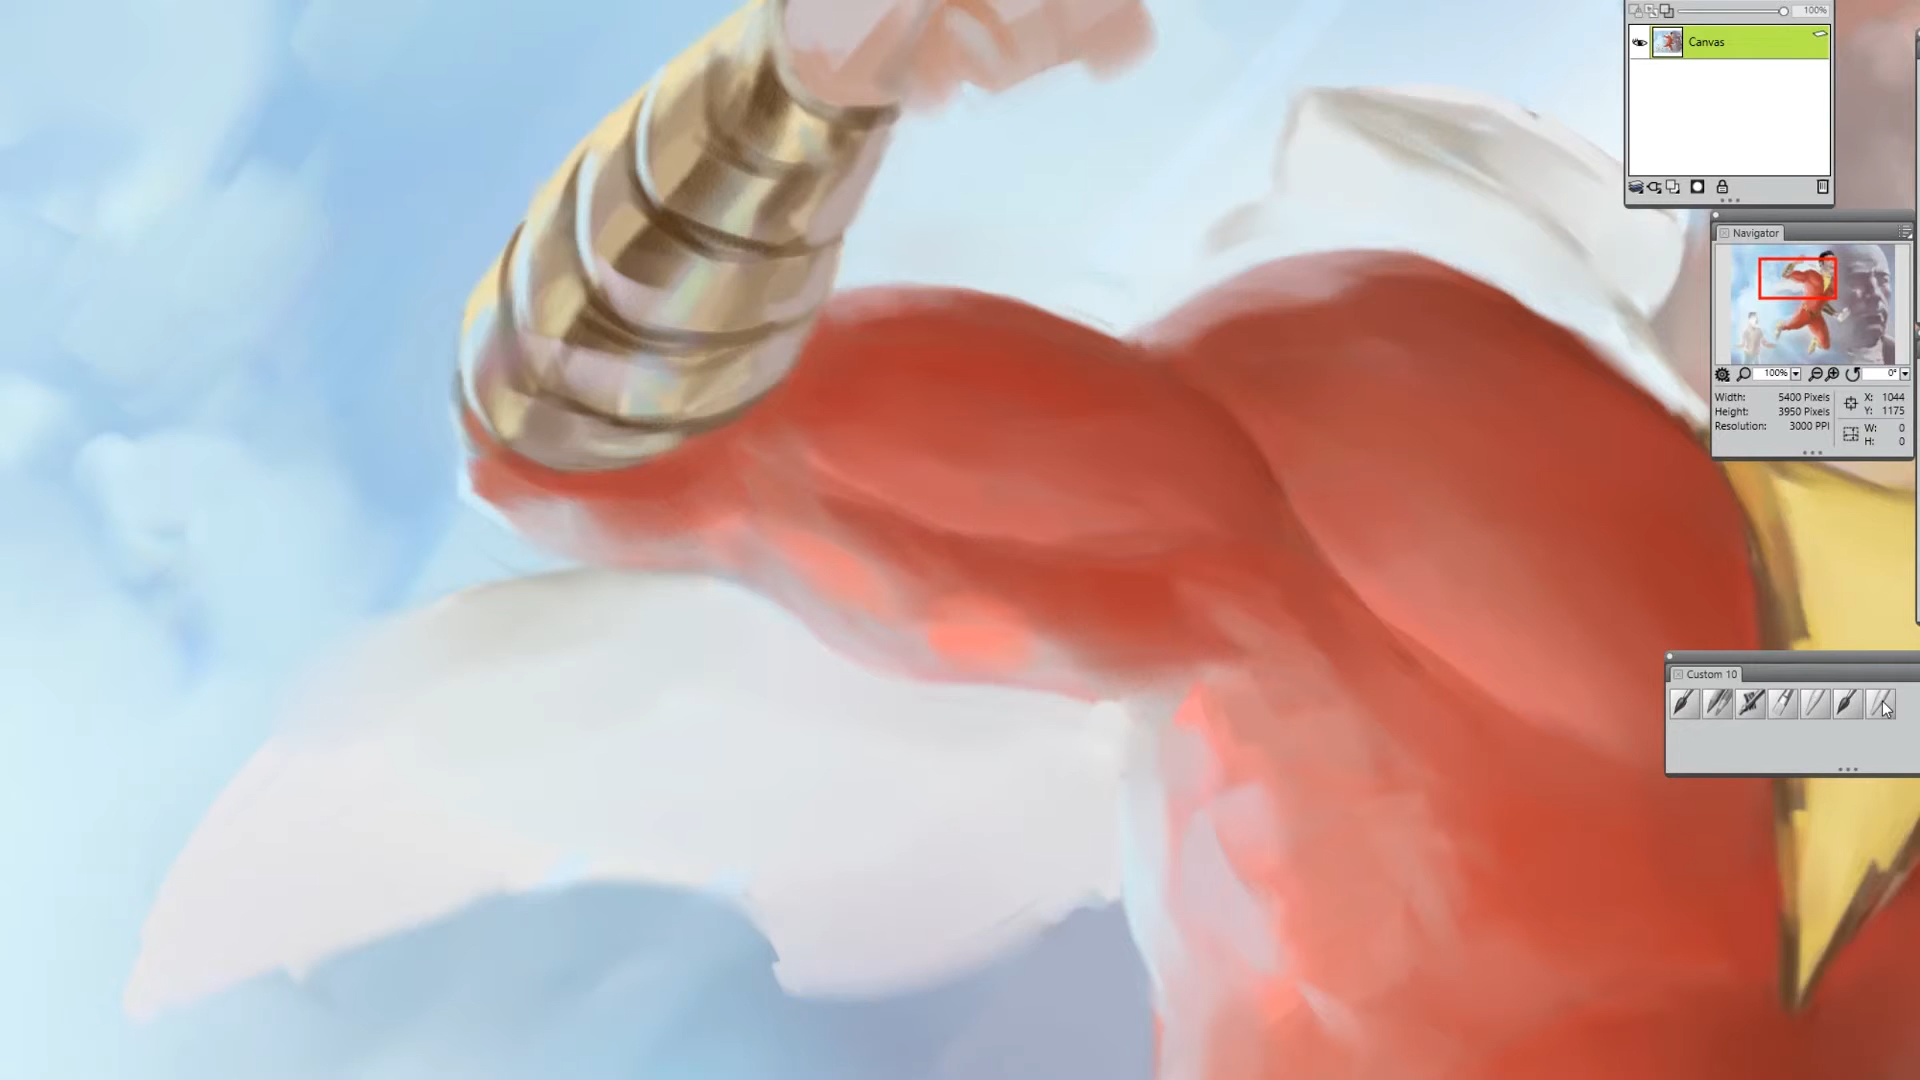 100%
Canvas
Navigator
100%
0°
Width: 5400 Pixels
Height: 3950 Pixels
Resolution: 3000 PPI
X: 1044
Y: 1175
W: 0
H: 0
Custom 10